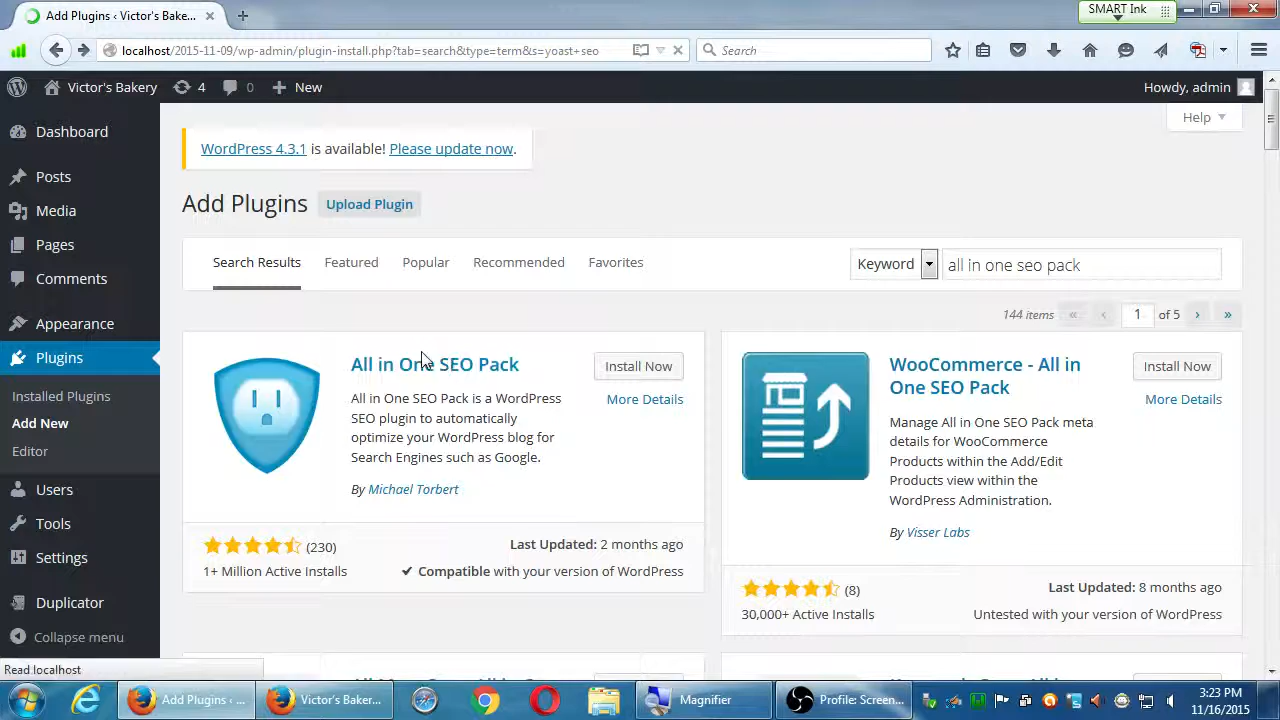 Add Plugins ‹ Victor's Bake...
SMART Ink
localhost/2015-11-09/wp-admin/plugin-install.php?tab=search&type=term&s=yoast+seo
Search
Victor's Bakery
4
0
New
Howdy, admin
Help
Dashboard
Posts
Media
Pages
Comments
Appearance
Plugins
Installed Plugins
Add New
Editor
Users
Tools
Settings
Duplicator
Collapse menu
WordPress 4.3.1 is available! Please update now.
Add Plugins Upload Plugin
Search Results Featured Popular Recommended Favorites
Keyword all in one seo pack
144 items « ‹ 1 of 5 › »
All in One SEO Pack
Install Now
More Details
All in One SEO Pack is a WordPress
SEO plugin to automatically
optimize your WordPress blog for
Search Engines such as Google.
By Michael Torbert
(230)
Last Updated: 2 months ago
1+ Million Active Installs
Compatible with your version of WordPress
WooCommerce - All in
One SEO Pack
Install Now
More Details
Manage All in One SEO Pack meta
details for WooCommerce
Products within the Add/Edit
Products view within the
WordPress Administration.
By Visser Labs
(8)
Last Updated: 8 months ago
30,000+ Active Installs
Untested with your version of WordPress
Read localhost
Add Plugins ‹ ...
Victor's Bakery...
Magnifier
Profile: Screen...
3:23 PM
11/16/2015